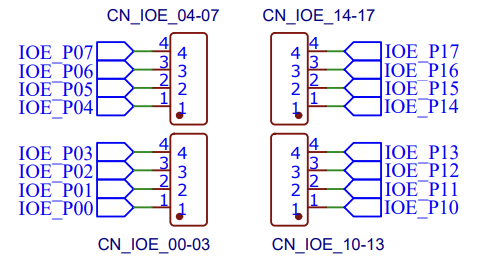 CN_IOE_04-07 CN_IOE_14-17
IOE_P07 4 4 4 4 IOE_P17
IOE_P06 3 3 3 3 IOE_P16
IOE_P05 2 2 2 2 IOE_P15
IOE_P04 1 1 1 1 IOE_P14
IOE_P03 4 4 4 4 IOE_P13
IOE_P02 3 3 3 3 IOE_P12
IOE_P01 2 2 2 2 IOE_P11
IOE_P00 1 1 1 1 IOE_P10
CN_IOE_00-03 CN_IOE_10-13